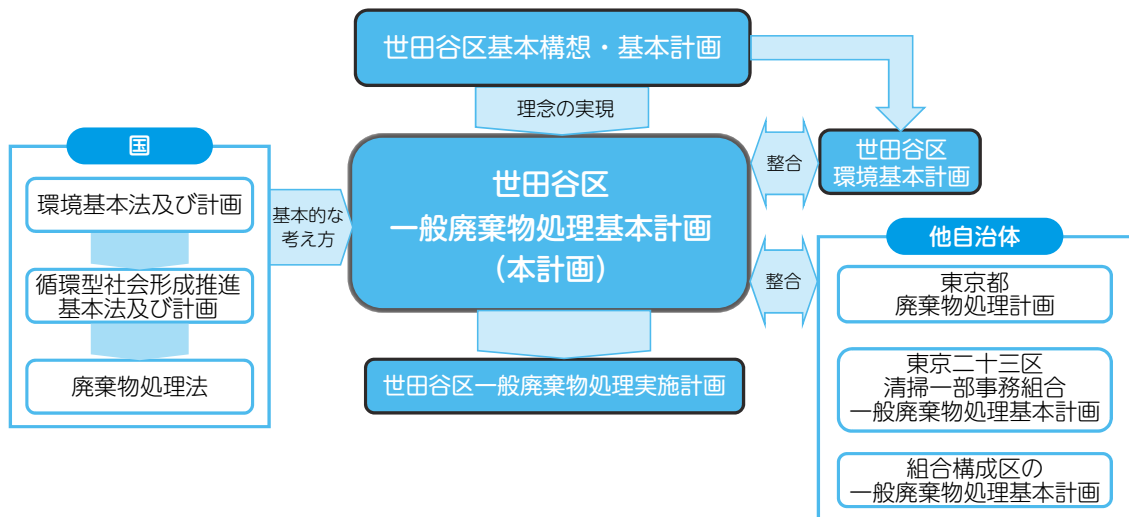 世田谷区基本構想・基本計画
理念の実現
国
環境基本法及び計画
循環型社会形成推進
基本法及び計画
廃棄物処理法
基本的な
考え方
世田谷区
一般廃棄物処理基本計画
（本計画）
整合
世田谷区
環境基本計画
整合
他自治体
東京都
廃棄物処理計画
東京二十三区
清掃一部事務組合
一般廃棄物処理基本計画
組合構成区の
一般廃棄物処理基本計画
世田谷区一般廃棄物処理実施計画